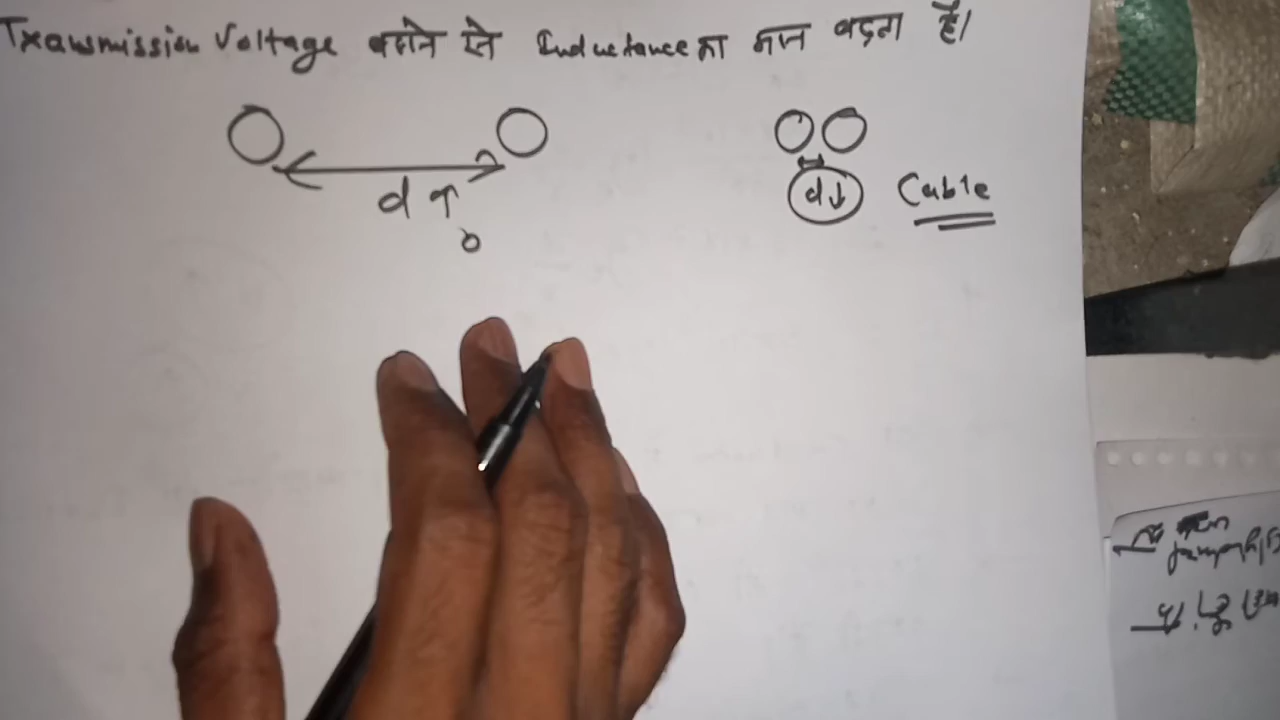 Transmission Voltage बढ़ाने से Inductance का मान बढ़ता है।
d ↑
d↓ Cable